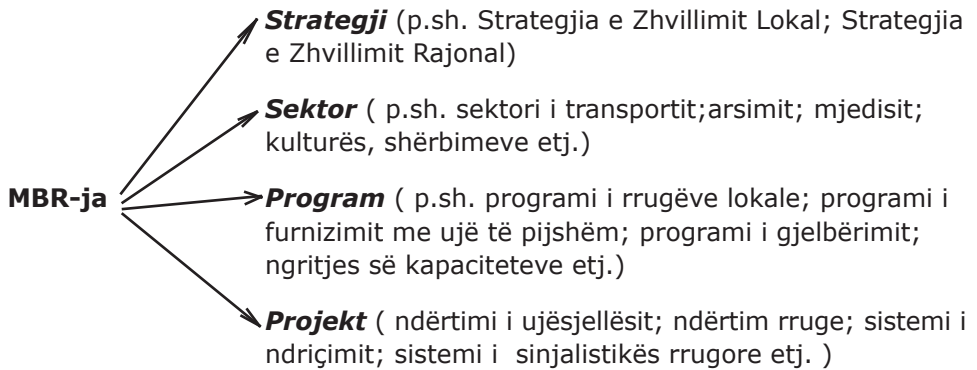 Strategji (p.sh. Strategjia e Zhvillimit Lokal; Strategjia
e Zhvillimit Rajonal)
Sektor ( p.sh. sektori i transportit;arsimit; mjedisit;
kulturës, shërbimeve etj.)
MBR-ja
Program ( p.sh. programi i rrugëve lokale; programi i
furnizimit me ujë të pijshëm; programi i gjelbërimit;
ngritjes së kapaciteteve etj.)
Projekt ( ndërtimi i ujësjellësit; ndërtim rruge; sistemi i
ndriçimit; sistemi i  sinjalistikës rrugore etj. )